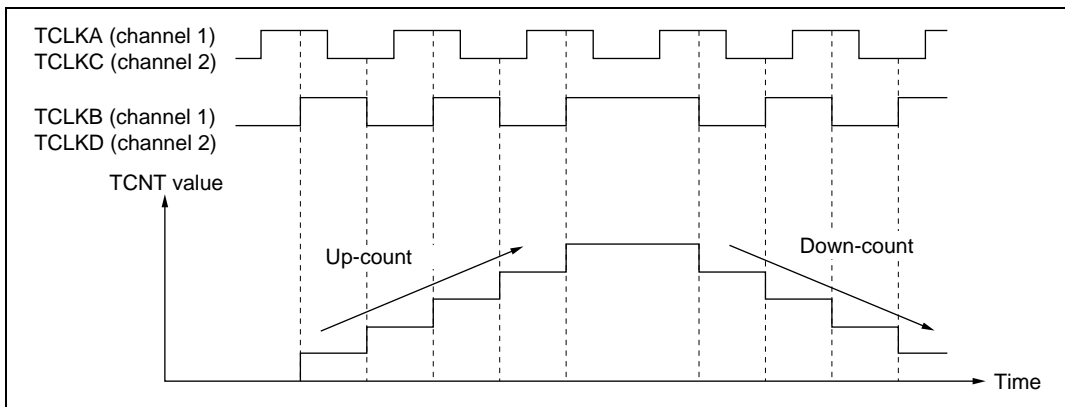 TCLKA (channel 1)
TCLKC (channel 2)
TCLKB (channel 1)
TCLKD (channel 2)
TCNT value
Up-count
Down-count
Time